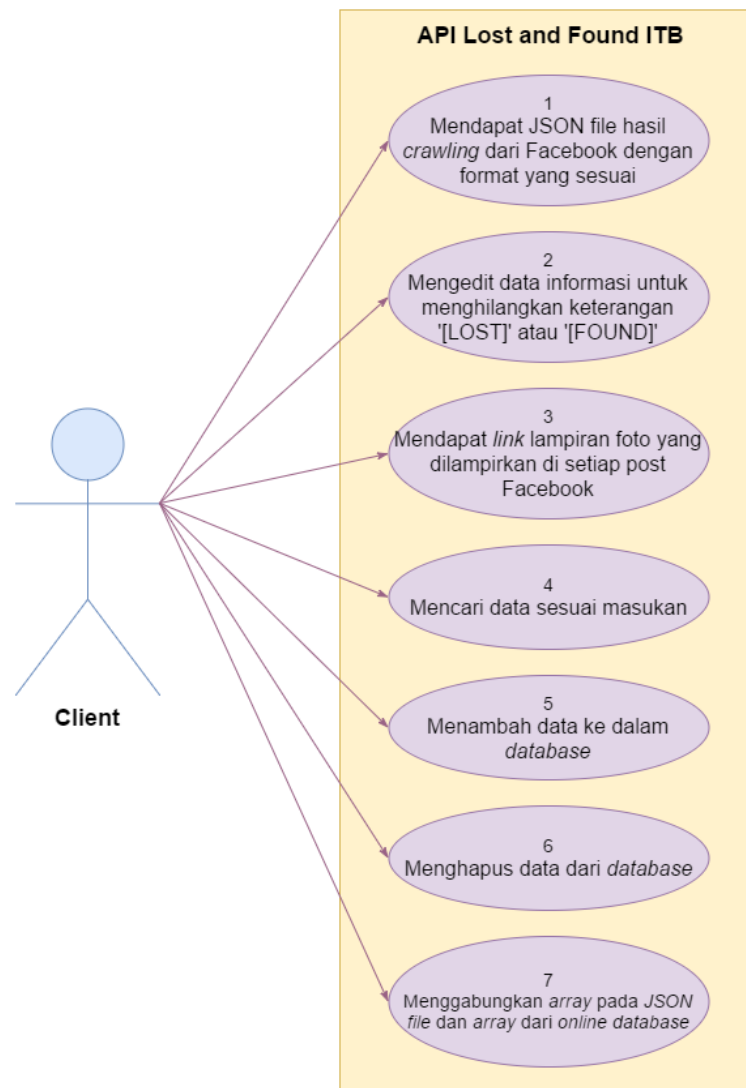 API Lost and Found ITB
1
Mendapat JSON file hasil
crawling dari Facebook dengan
format yang sesuai
2
Mengedit data informasi untuk
menghilangkan keterangan
'[LOST]' atau '[FOUND]'
3
Mendapat link lampiran foto yang
dilampirkan di setiap post
Facebook
4
Mencari data sesuai masukan
5
Menambah data ke dalam
database
6
Menghapus data dari database
7
Menggabungkan array pada JSON
file dan array dari online database
Client